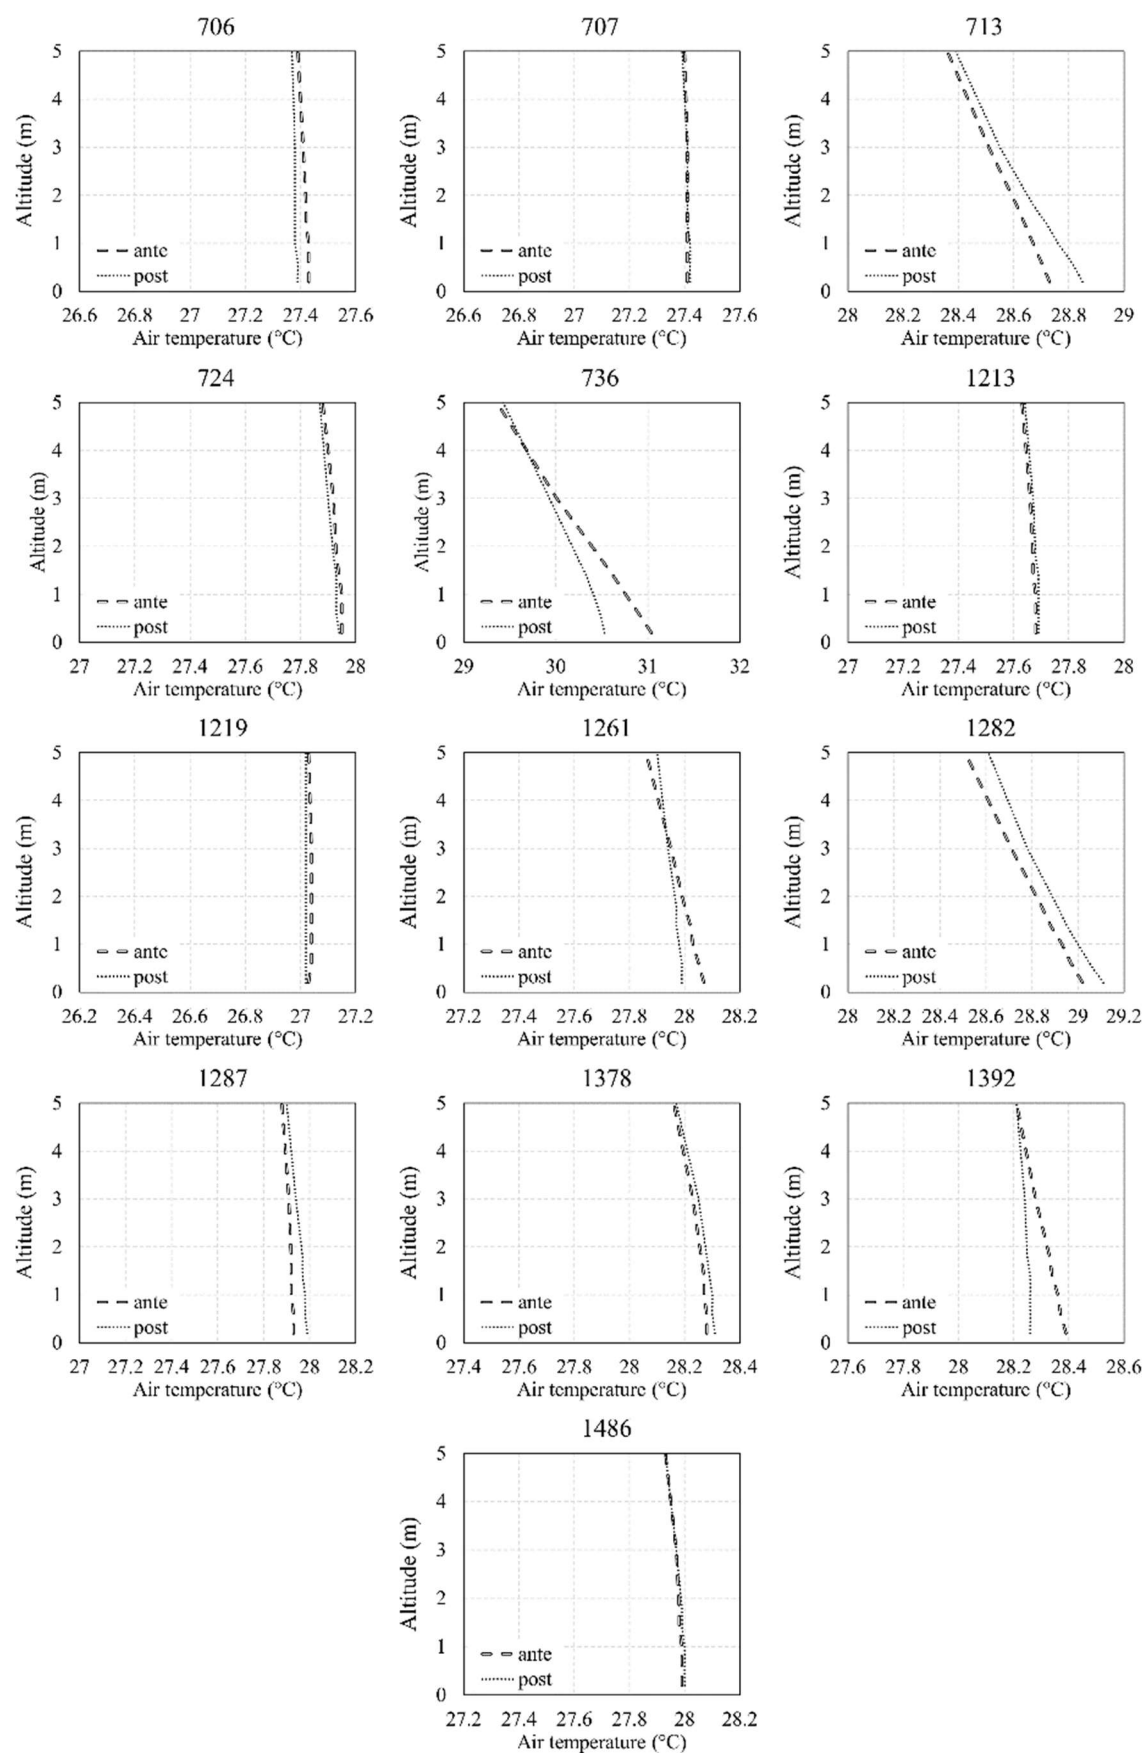 706 707 713
5 5 5
4 4 4
3 3 3
2 2 2
1 1 1
0 0 0
Altitude (m) Altitude (m) Altitude (m)
ante ante ante
post post post
26.6 26.8 27 27.2 27.4 27.6 26.6 26.8 27 27.2 27.4 27.6 28 28.2 28.4 28.6 28.8 29
Air temperature (°C) Air temperature (°C) Air temperature (°C)
724 736 1213
5 5 5
4 4 4
3 3 3
2 2 2
1 1 1
0 0 0
Altitude (m) Altitude (m) Altitude (m)
ante ante ante
post post post
27 27.2 27.4 27.6 27.8 28 29 30 31 32 27 27.2 27.4 27.6 27.8 28
Air temperature (°C) Air temperature (°C) Air temperature (°C)
1219 1261 1282
5 5 5
4 4 4
3 3 3
2 2 2
1 1 1
0 0 0
Altitude (m) Altitude (m) Altitude (m)
ante ante ante
post post post
26.2 26.4 26.6 26.8 27 27.2 27.2 27.4 27.6 27.8 28 28.2 28 28.2 28.4 28.6 28.8 29 29.2
Air temperature (°C) Air temperature (°C) Air temperature (°C)
1287 1378 1392
5 5 5
4 4 4
3 3 3
2 2 2
1 1 1
0 0 0
Altitude (m) Altitude (m) Altitude (m)
ante ante ante
post post post
27 27.2 27.4 27.6 27.8 28 28.2 27.4 27.6 27.8 28 28.2 28.4 27.6 27.8 28 28.2 28.4 28.6
Air temperature (°C) Air temperature (°C) Air temperature (°C)
1486
5
4
3
2
1
0
Altitude (m)
ante
post
27.2 27.4 27.6 27.8 28 28.2
Air temperature (°C)